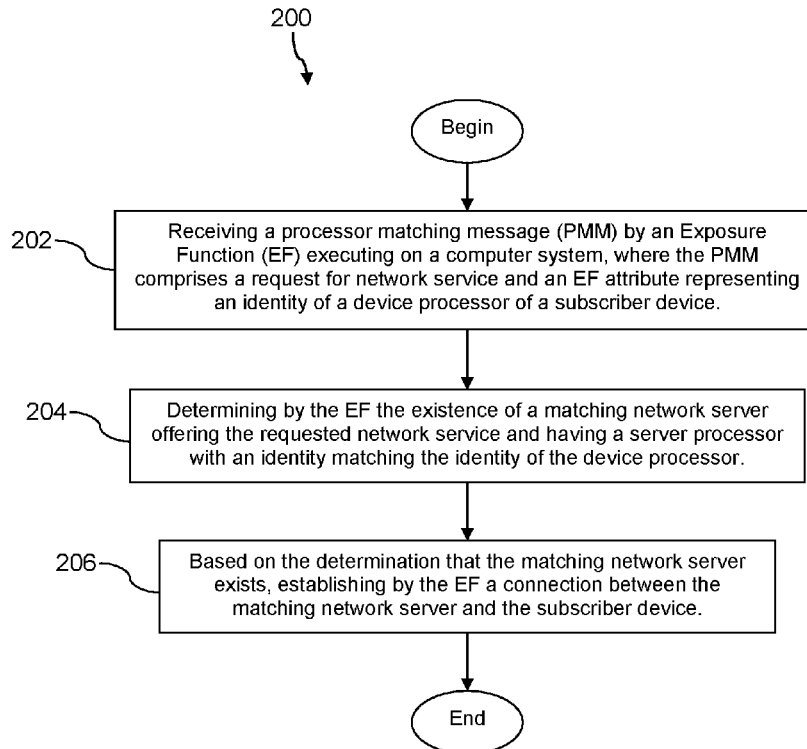 200
Begin
202
Receiving a processor matching message (PMM) by an Exposure
Function (EF) executing on a computer system, where the PMM
comprises a request for network service and an EF attribute representing
an identity of a device processor of a subscriber device.
204
Determining by the EF the existence of a matching network server
offering the requested network service and having a server processor
with an identity matching the identity of the device processor.
206
Based on the determination that the matching network server
exists, establishing by the EF a connection between the
matching network server and the subscriber device.
End